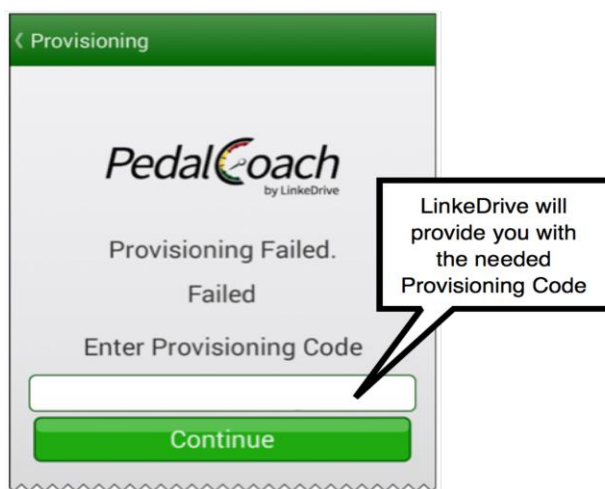 Provisioning
PedalCoach
by LinkeDrive
Provisioning Failed.
Failed
Enter Provisioning Code
Continue
LinkeDrive will
provide you with
the needed
Provisioning Code